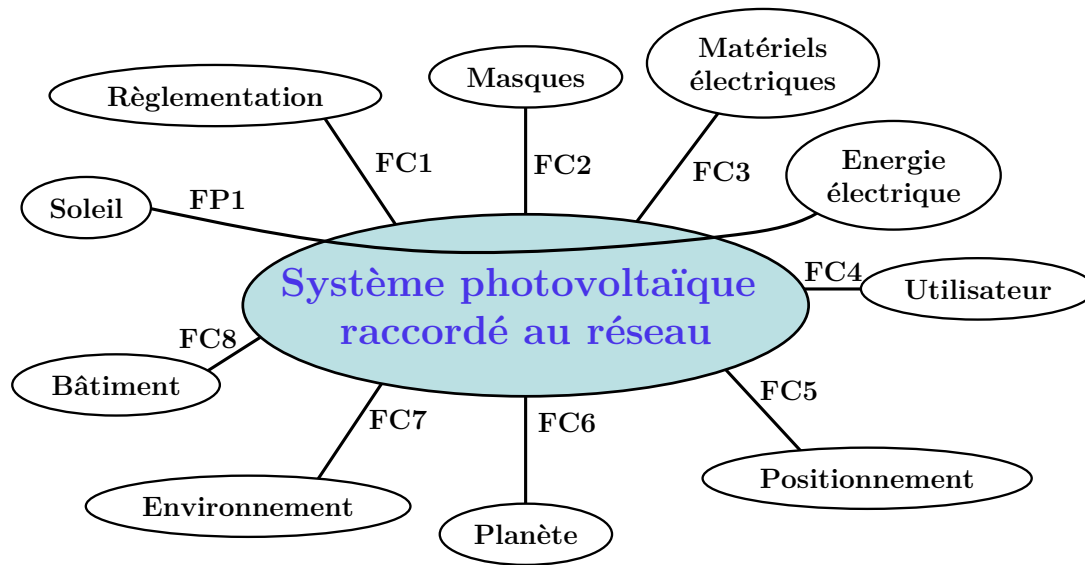 Matériels
électriques
Masques
Règlementation
FC1
FC2
FC3
Energie
électrique
FP1
Soleil
Système photovoltaïque
raccordé au réseau
FC4
Utilisateur
FC8
Bâtiment
FC7
FC6
FC5
Positionnement
Environnement
Planète